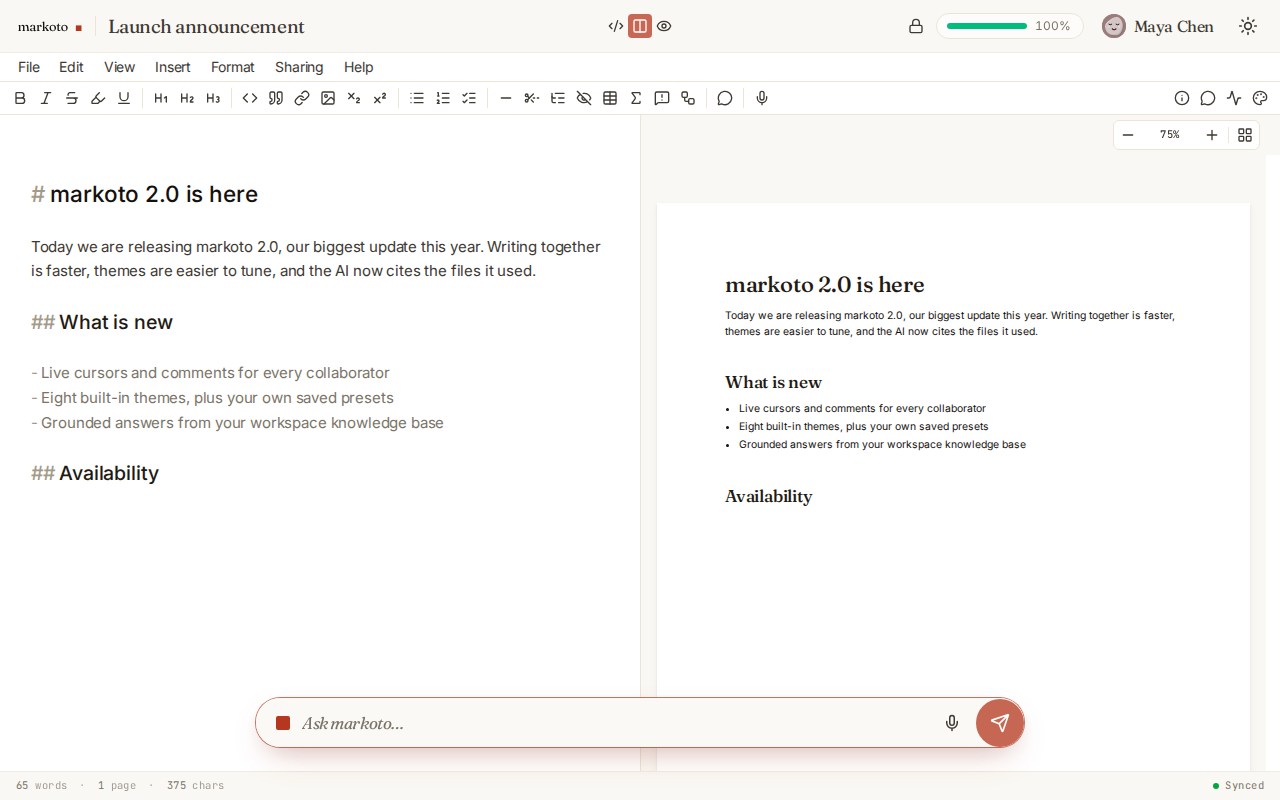 markoto
Launch announcement
100%
Maya Chen
File Edit View Insert Format Sharing Help
H1 H2 H3
75%
# markoto 2.0 is here
Today we are releasing markoto 2.0, our biggest update this year. Writing together
is faster, themes are easier to tune, and the AI now cites the files it used.
## What is new
- Live cursors and comments for every collaborator
- Eight built-in themes, plus your own saved presets
- Grounded answers from your workspace knowledge base
## Availability
markoto 2.0 is here
Today we are releasing markoto 2.0, our biggest update this year. Writing together is faster,
themes are easier to tune, and the AI now cites the files it used.
What is new
• Live cursors and comments for every collaborator
• Eight built-in themes, plus your own saved presets
• Grounded answers from your workspace knowledge base
Availability
Ask markoto...
65 words · 1 page · 375 chars
Synced